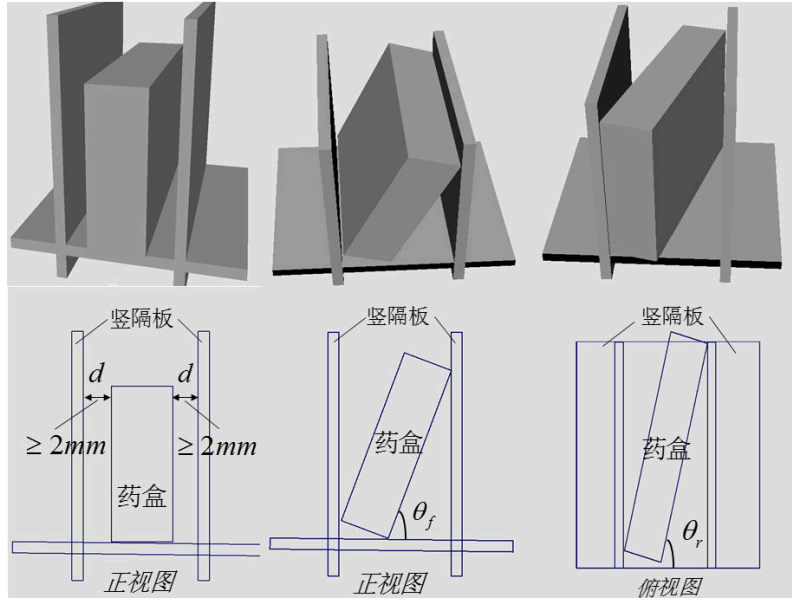 竖隔板
d d
≥ 2mm ≥ 2mm
药盒
正视图
竖隔板
药盒
θf
正视图
竖隔板
药盒
θr
俯视图